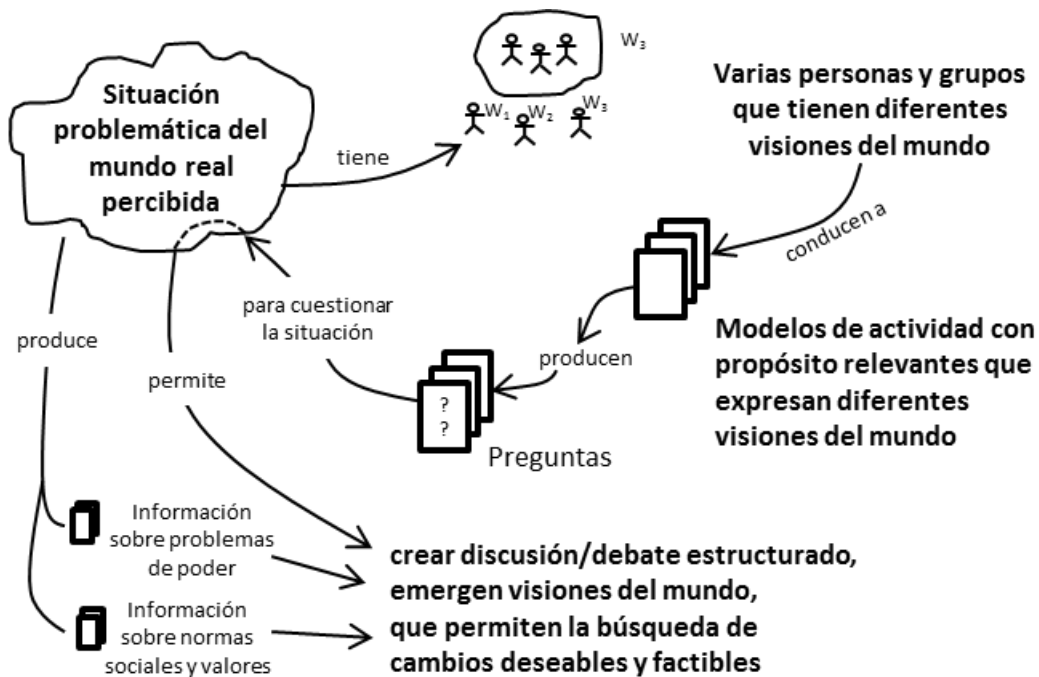 Situación
problemática del
mundo real
percibida
tiene
W₃
W₁
W₂
W₃
Varias personas y grupos
que tienen diferentes
visiones del mundo
conducen a
Modelos de actividad con
propósito relevantes que
expresan diferentes
visiones del mundo
producen
?
?
Preguntas
para cuestionar
la situación
produce
permite
Información
sobre problemas
de poder
Información
sobre normas
sociales y valores
crear discusión/debate estructurado,
emergen visiones del mundo,
que permiten la búsqueda de
cambios deseables y factibles